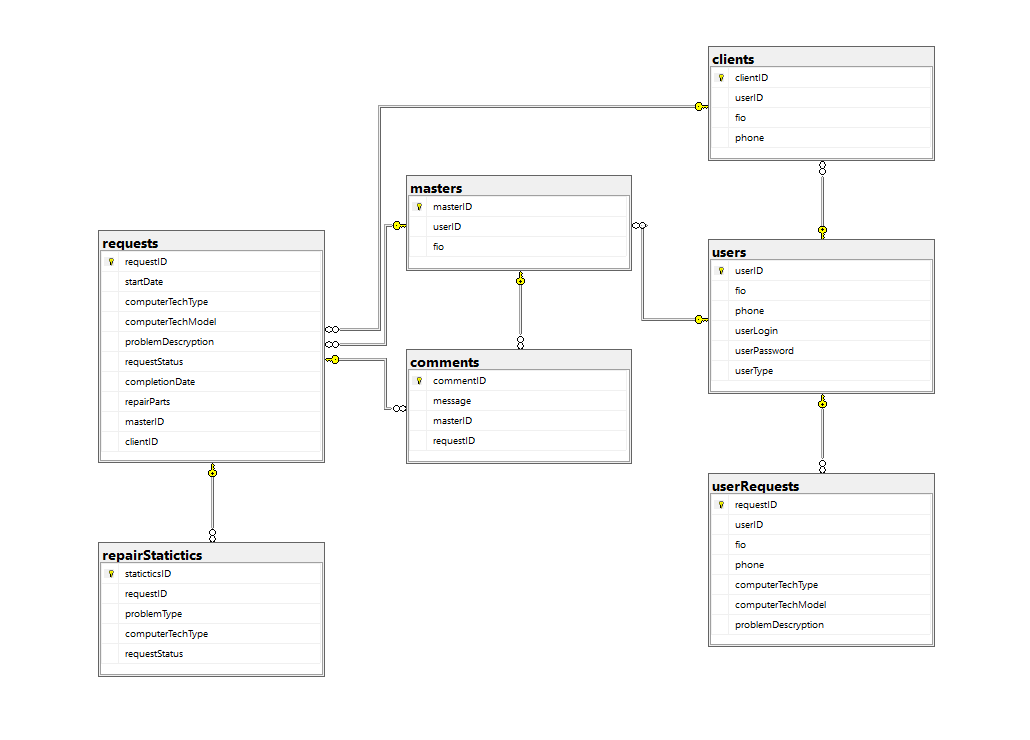 clients
clientID
userID
fio
phone
masters
masterID
userID
fio
requests
requestID
startDate
computerTechType
computerTechModel
problemDescryption
requestStatus
completionDate
repairParts
masterID
clientID
users
userID
fio
phone
userLogin
userPassword
userType
comments
commentID
message
masterID
requestID
userRequests
requestID
userID
fio
phone
computerTechType
computerTechModel
problemDescryption
repairStatictics
staticticsID
requestID
problemType
computerTechType
requestStatus